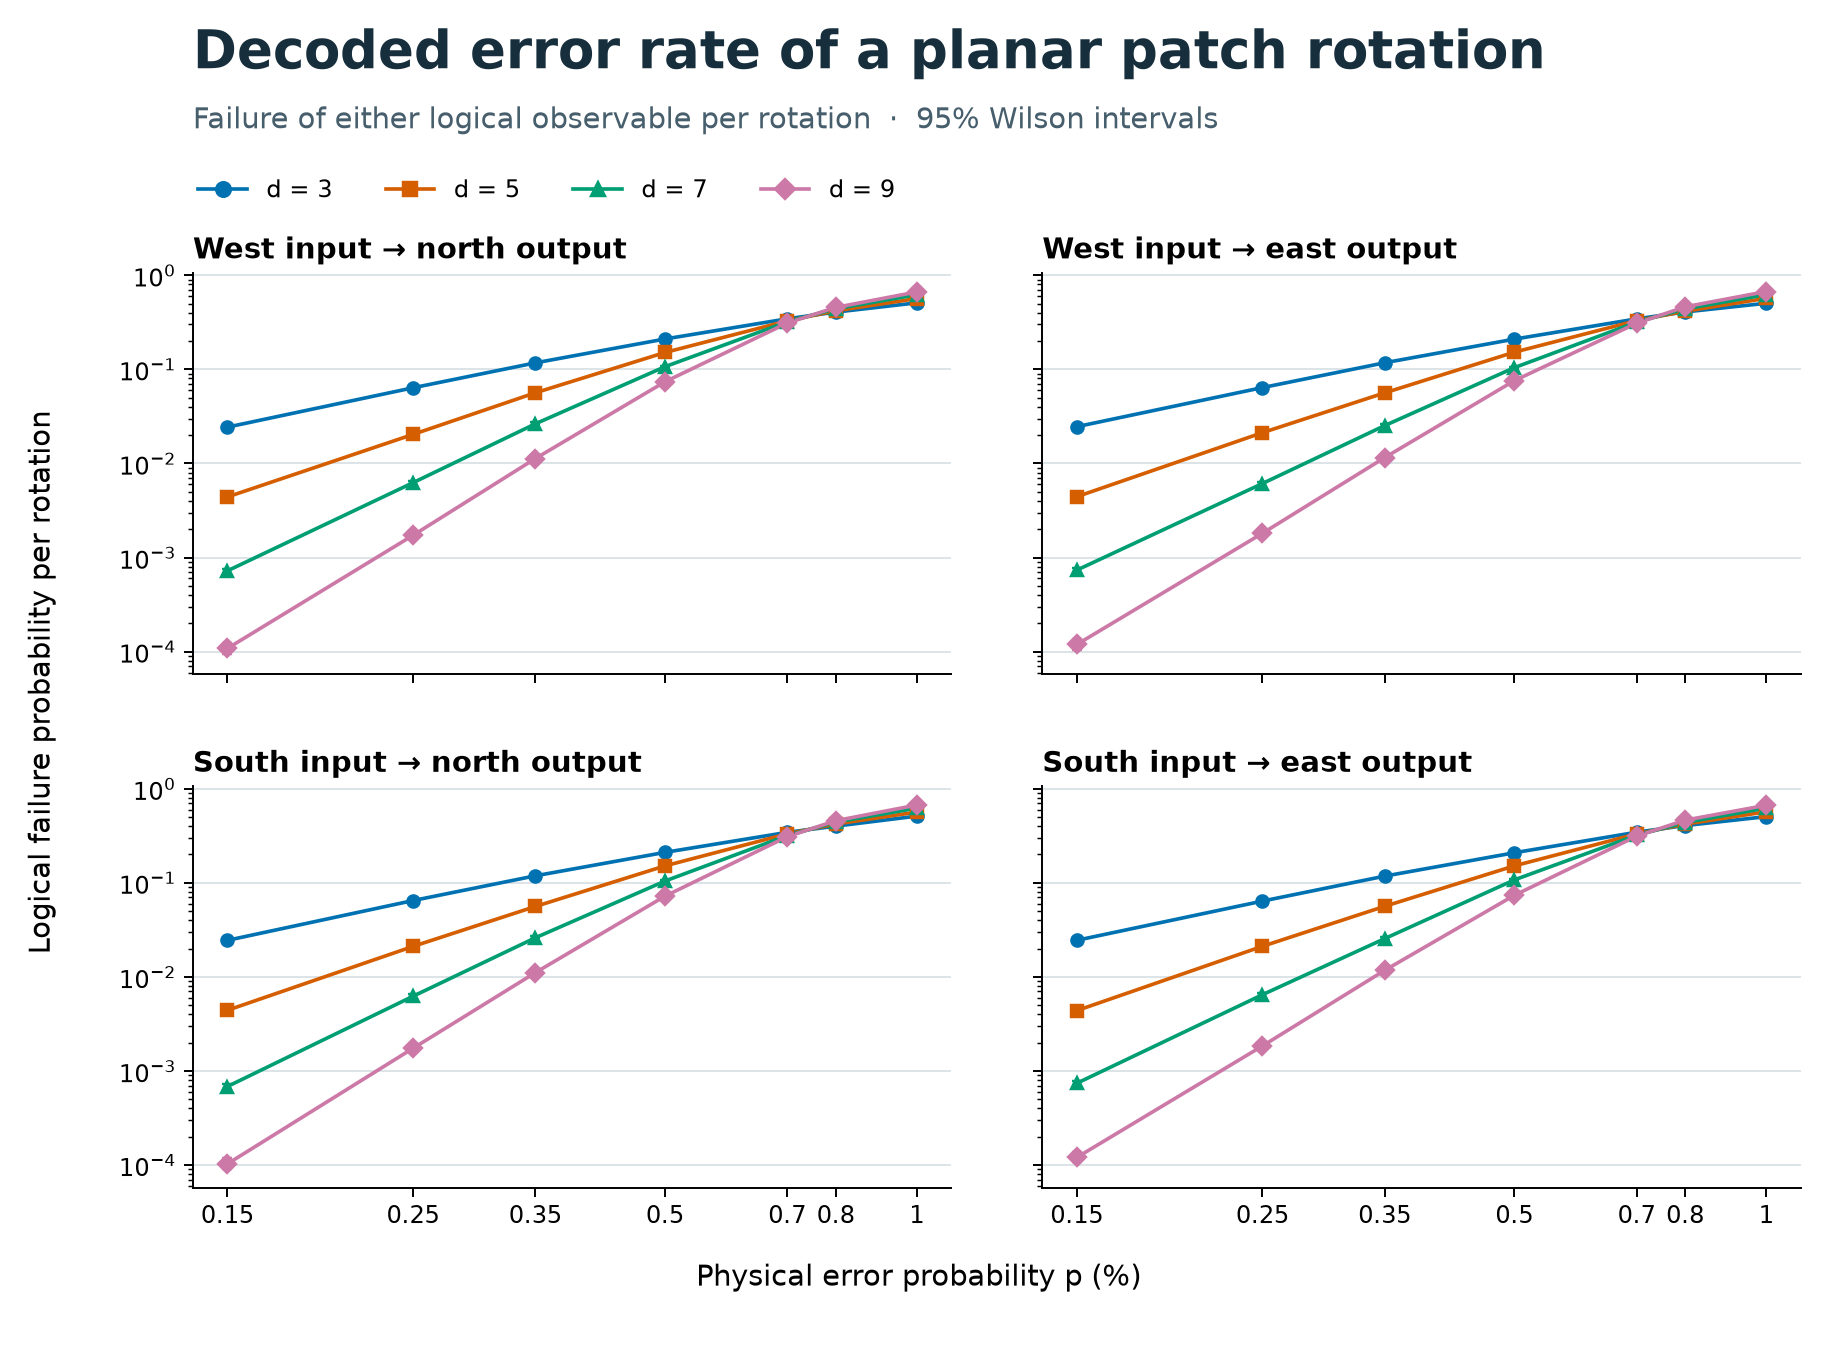 Decoded error rate of a planar patch rotation
Failure of either logical observable per rotation · 95% Wilson intervals
d = 3 d = 5 d = 7 d = 9
West input → north output
West input → east output
10⁰
10⁻¹
10⁻²
10⁻³
10⁻⁴
Logical failure probability per rotation
South input → north output
South input → east output
10⁰
10⁻¹
10⁻²
10⁻³
10⁻⁴
0.15 0.25 0.35 0.5 0.7 0.8 1
0.15 0.25 0.35 0.5 0.7 0.8 1
Physical error probability p (%)